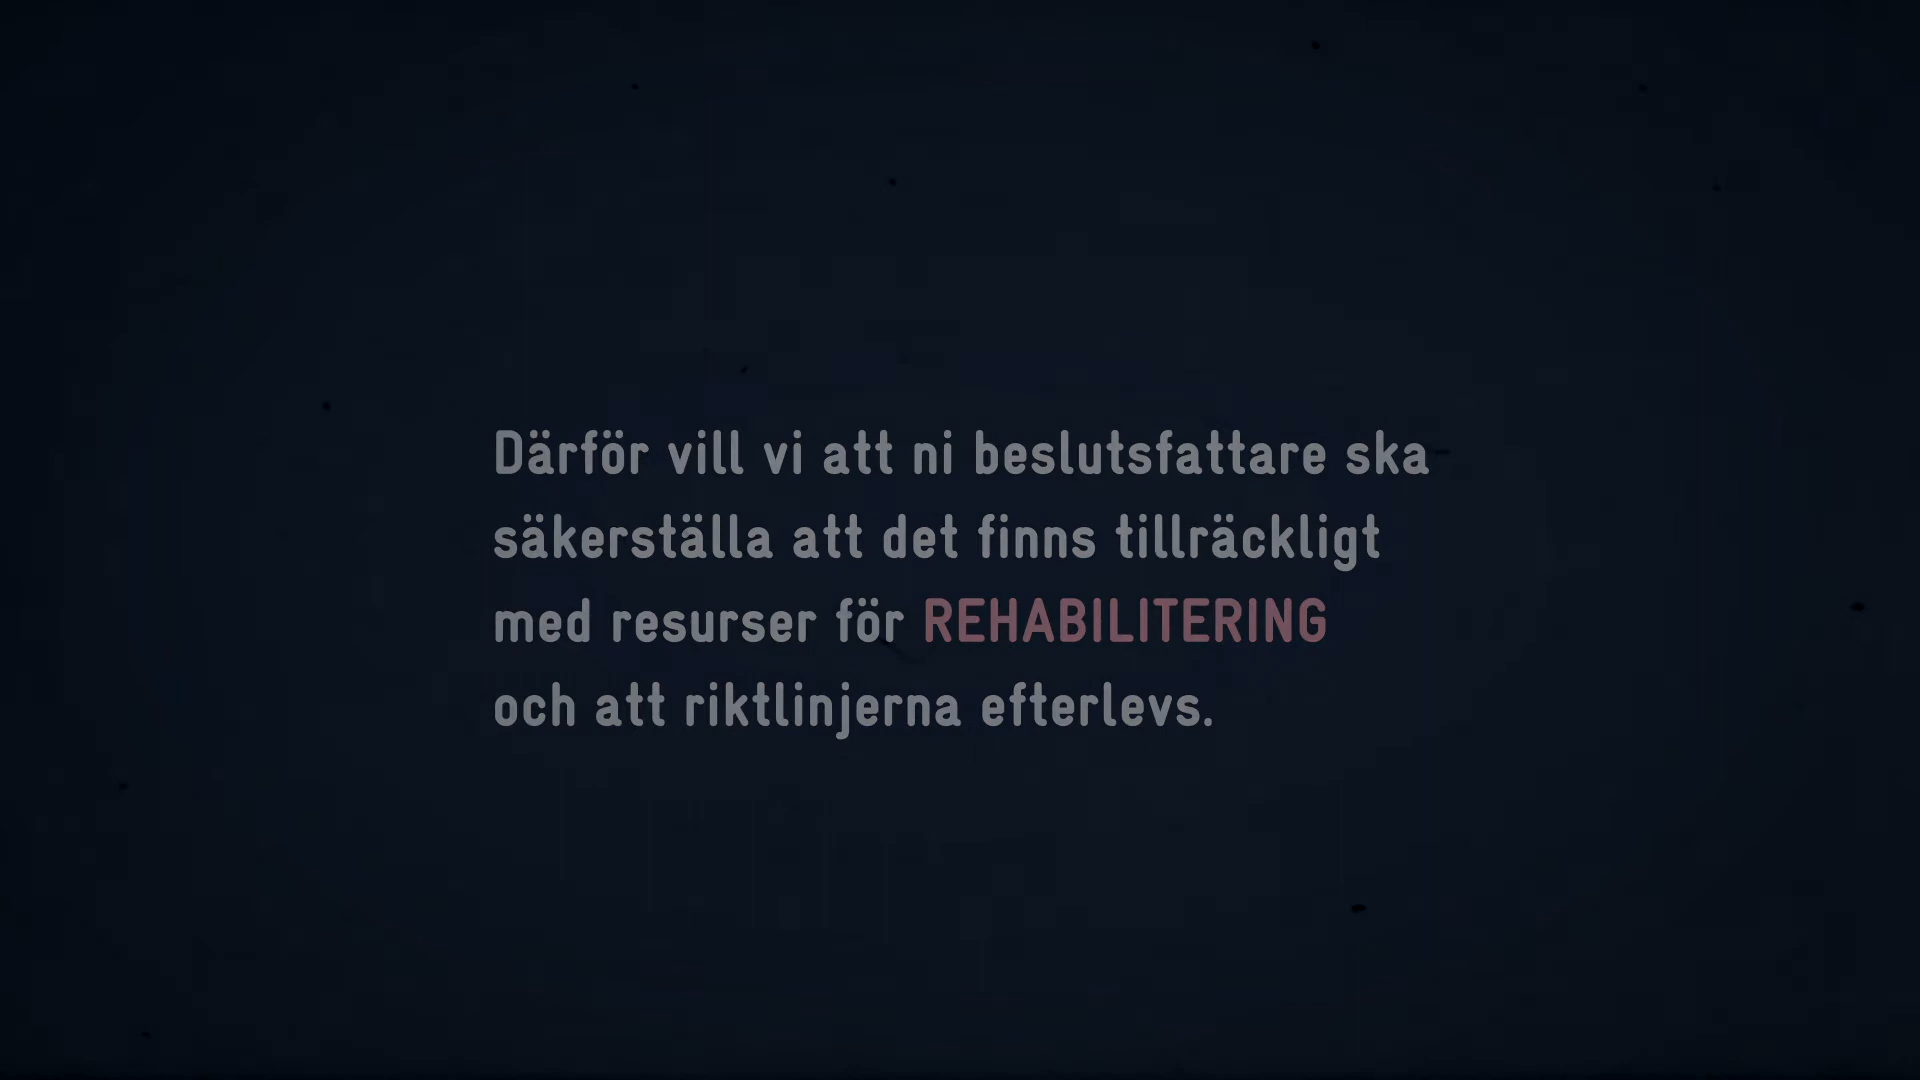 Därför vill vi att ni beslutsfattare ska
säkerställa att det finns tillräckligt
med resurser för REHABILITERING
och att riktlinjerna efterlevs.